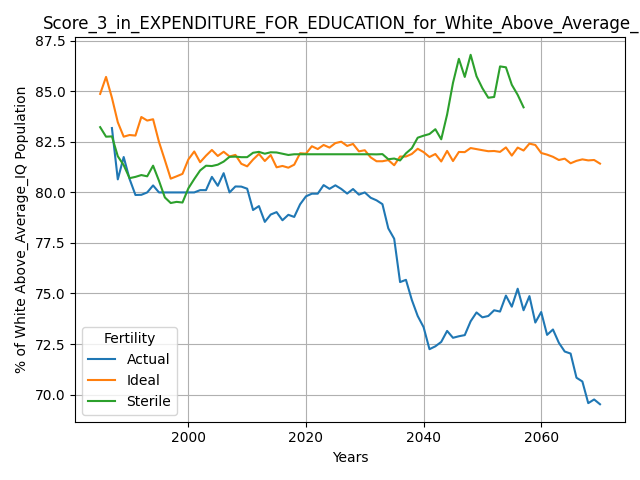 Score_3_in_EXPENDITURE_FOR_EDUCATION_for_White_Above_Average_
87.5
85.0
82.5
80.0
77.5
75.0
72.5
70.0
% of White Above_Average_IQ Population
Fertility
Actual
Ideal
Sterile
2000
2020
2040
2060
Years